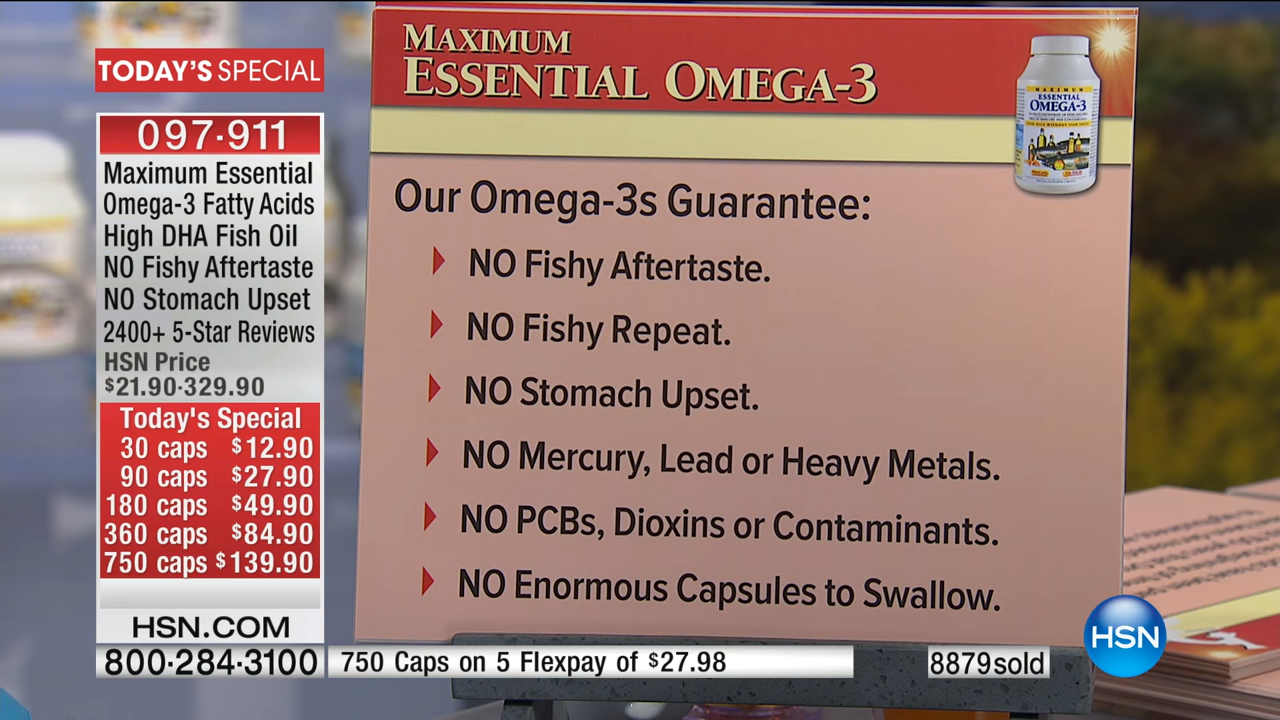 TODAY'S SPECIAL
097·911
Maximum Essential
Omega-3 Fatty Acids
High DHA Fish Oil
NO Fishy Aftertaste
NO Stomach Upset
2400+ 5-Star Reviews
HSN Price
$21.90-329.90
Today's Special
30 caps $12.90
90 caps $27.90
180 caps $49.90
360 caps $84.90
750 caps $139.90
HSN.COM
800·284·3100
750 Caps on 5 Flexpay of $27.98
8879sold
HSN
MAXIMUM
ESSENTIAL OMEGA-3
MAXIMUM
ESSENTIAL
OMEGA-3
Our Omega-3s Guarantee:
NO Fishy Aftertaste.
NO Fishy Repeat.
NO Stomach Upset.
NO Mercury, Lead or Heavy Metals.
NO PCBs, Dioxins or Contaminants.
NO Enormous Capsules to Swallow.